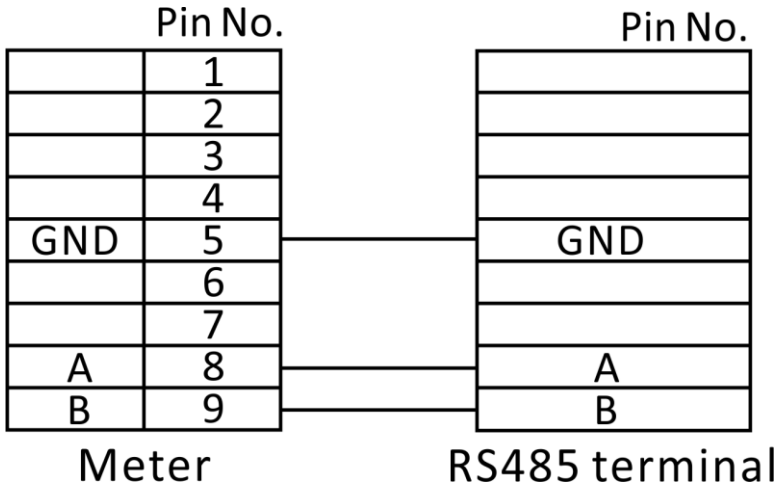 Pin No. Pin No.
1
2
3
4
GND 5 GND
6
7
A 8 A
B 9 B
Meter RS485 terminal